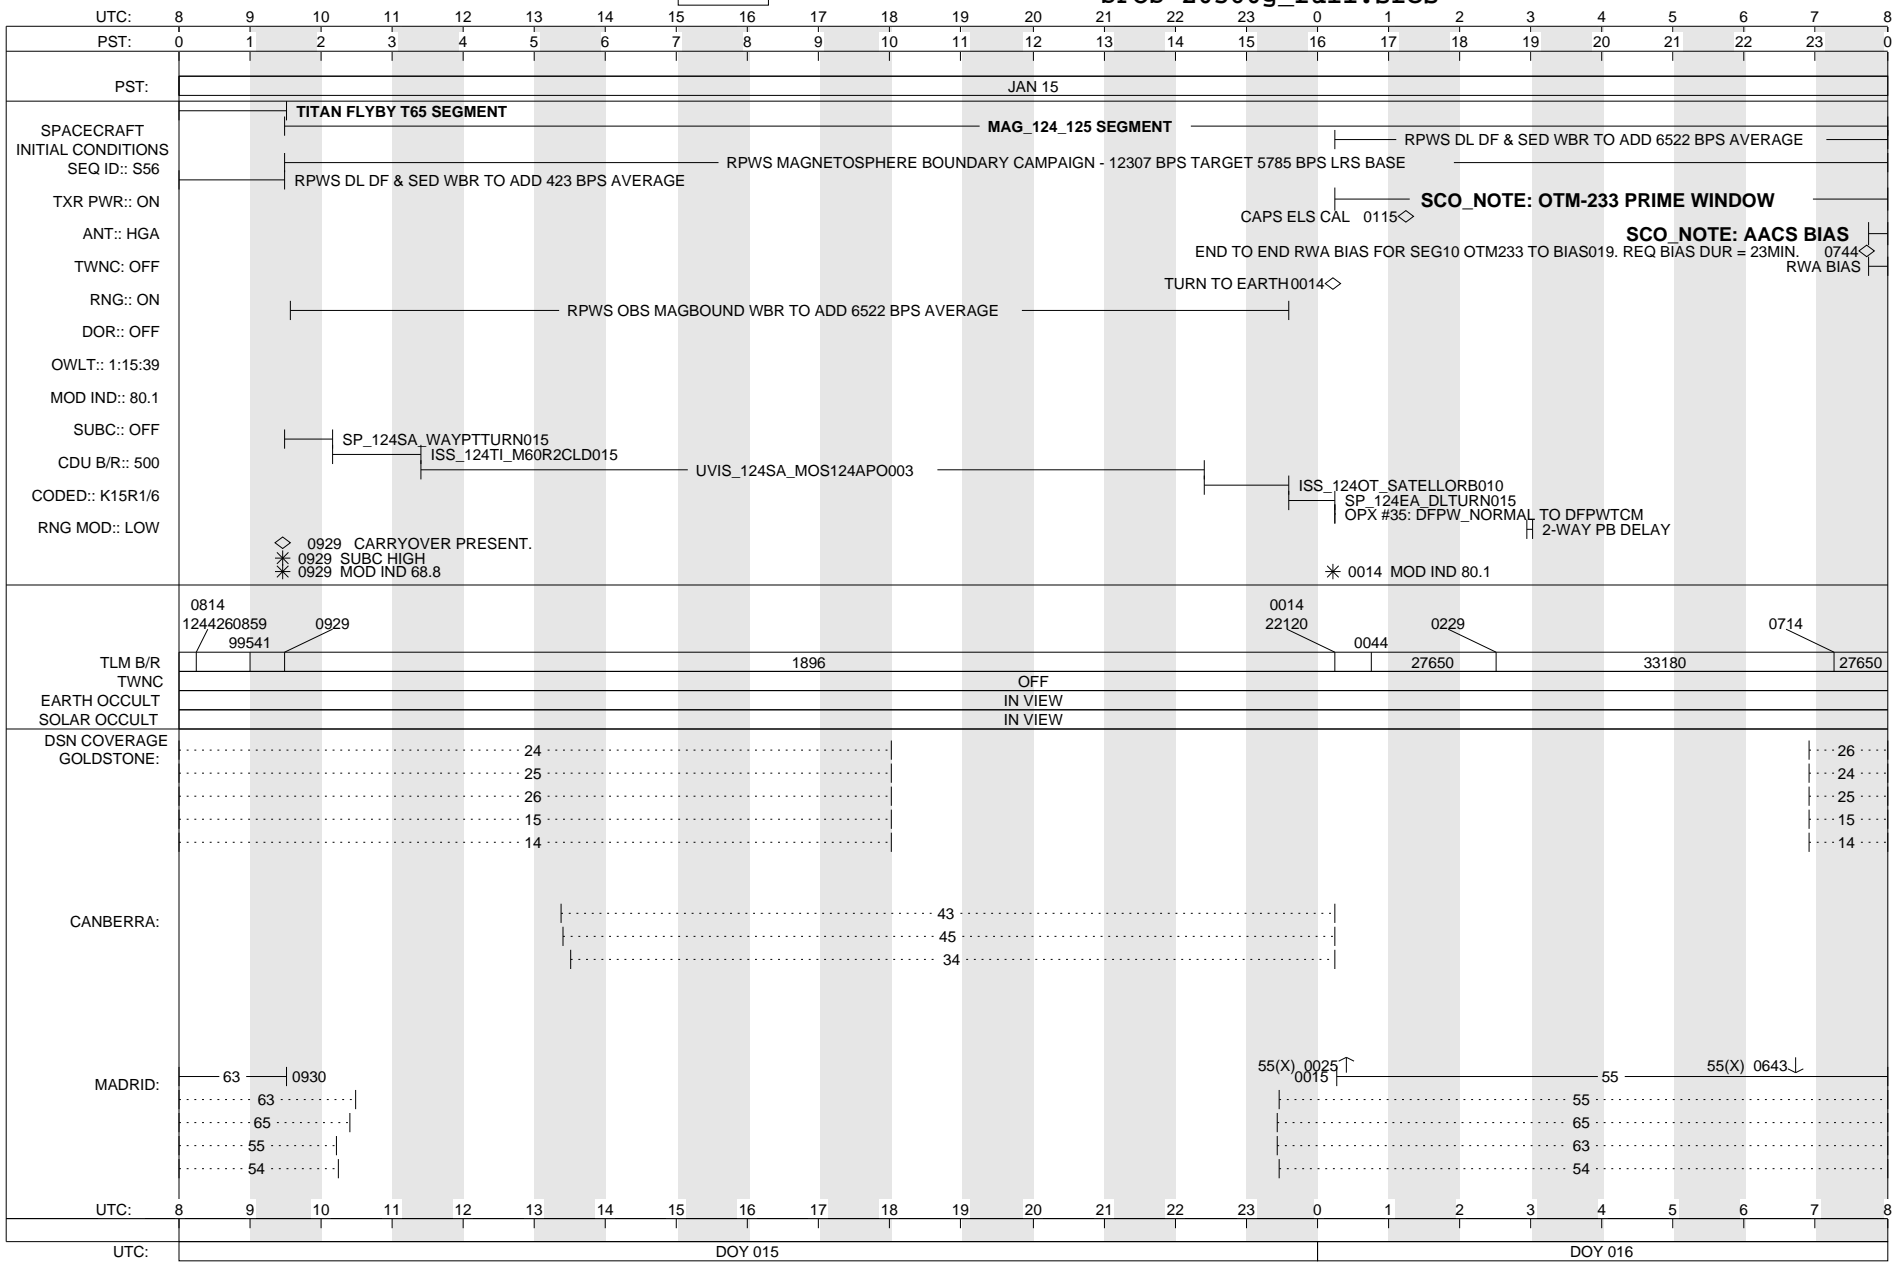 UTC: 8 9 10 11 12 13 14 15 16 17 18 19 20 21 22 23 0 1 2 3 4 5 6 7 8
PST: 0 1 2 3 4 5 6 7 8 9 10 11 12 13 14 15 16 17 18 19 20 21 22 23 0
PST: JAN 15
TITAN FLYBY T65 SEGMENT
MAG_124_125 SEGMENT
SPACECRAFT
INITIAL CONDITIONS
RPWS DL DF & SED WBR TO ADD 6522 BPS AVERAGE
SEQ ID:: S56
RPWS MAGNETOSPHERE BOUNDARY CAMPAIGN - 12307 BPS TARGET 5785 BPS LRS BASE
RPWS DL DF & SED WBR TO ADD 423 BPS AVERAGE
TXR PWR:: ON
SCO_NOTE: OTM-233 PRIME WINDOW
CAPS ELS CAL 0115
ANT:: HGA
SCO_NOTE: AACS BIAS
END TO END RWA BIAS FOR SEG10 OTM233 TO BIAS019. REQ BIAS DUR = 23MIN. 0744
TWNC: OFF
RWA BIAS
TURN TO EARTH 0014
RNG:: ON
RPWS OBS MAGBOUND WBR TO ADD 6522 BPS AVERAGE
DOR:: OFF
OWLT:: 1:15:39
MOD IND:: 80.1
SUBC:: OFF
SP_124SA_WAYPTTURN015
ISS_124TI_M60R2CLD015
CDU B/R:: 500
UVIS_124SA_MOS124APO003
ISS_124OT_SATELLORB010
CODED:: K15R1/6
SP_124EA_DLTURN015
OPX #35: DFPW_NORMAL TO DFPWTCM
RNG MOD:: LOW
2-WAY PB DELAY
0929 CARRYOVER PRESENT.
0929 SUBC HIGH
0929 MOD IND 68.8
0014 MOD IND 80.1
0814 0014
124426 0859 0929 22120 0229 0714
99541 0044
TLM B/R 1896 27650 33180 27650
TWNC OFF
EARTH OCCULT IN VIEW
SOLAR OCCULT IN VIEW
DSN COVERAGE
GOLDSTONE:
24 26
25 24
26 25
15 15
14 14
CANBERRA:
43
45
34
55(X) 0025 55(X) 0643
MADRID: 63 0930 0015 55
63 55
65 65
55 63
54 54
UTC: 8 9 10 11 12 13 14 15 16 17 18 19 20 21 22 23 0 1 2 3 4 5 6 7 8
UTC: DOY 015 DOY 016